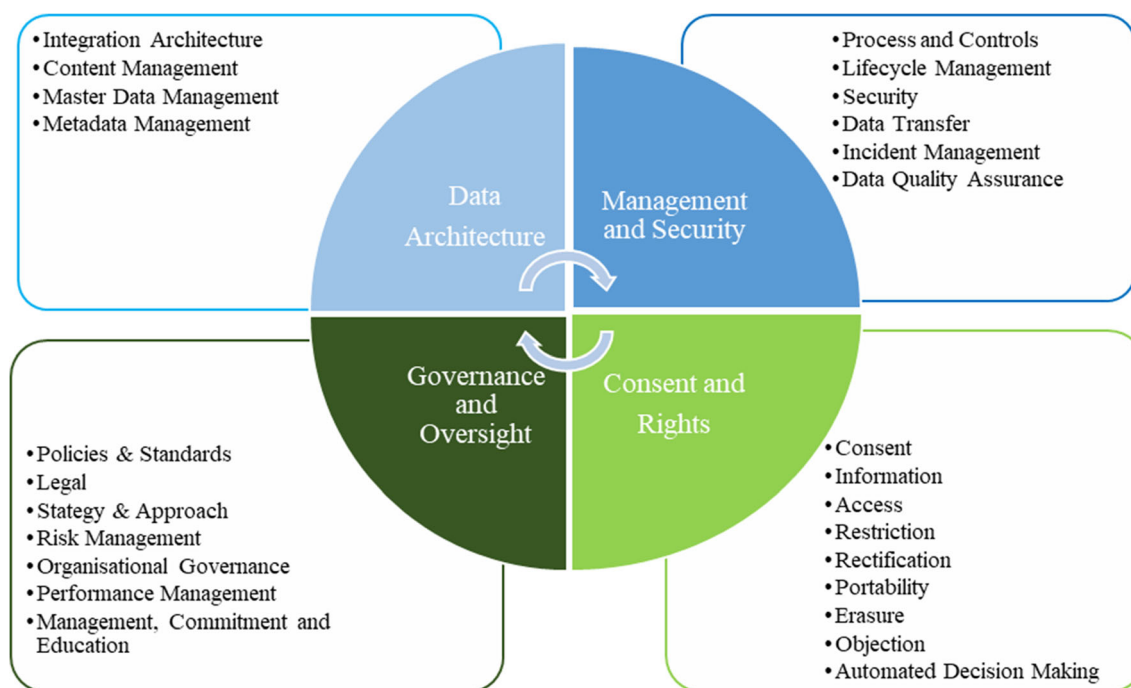 •Integration Architecture
•Content Management
•Master Data Management
•Metadata Management
•Process and Controls
•Lifecycle Management
•Security
•Data Transfer
•Incident Management
•Data Quality Assurance
Data
Architecture
Management
and Security
Governance
and
Oversight
Consent and
Rights
•Policies & Standards
•Legal
•Stategy & Approach
•Risk Management
•Organisational Governance
•Performance Management
•Management, Commitment and
Education
•Consent
•Information
•Access
•Restriction
•Rectification
•Portability
•Erasure
•Objection
•Automated Decision Making